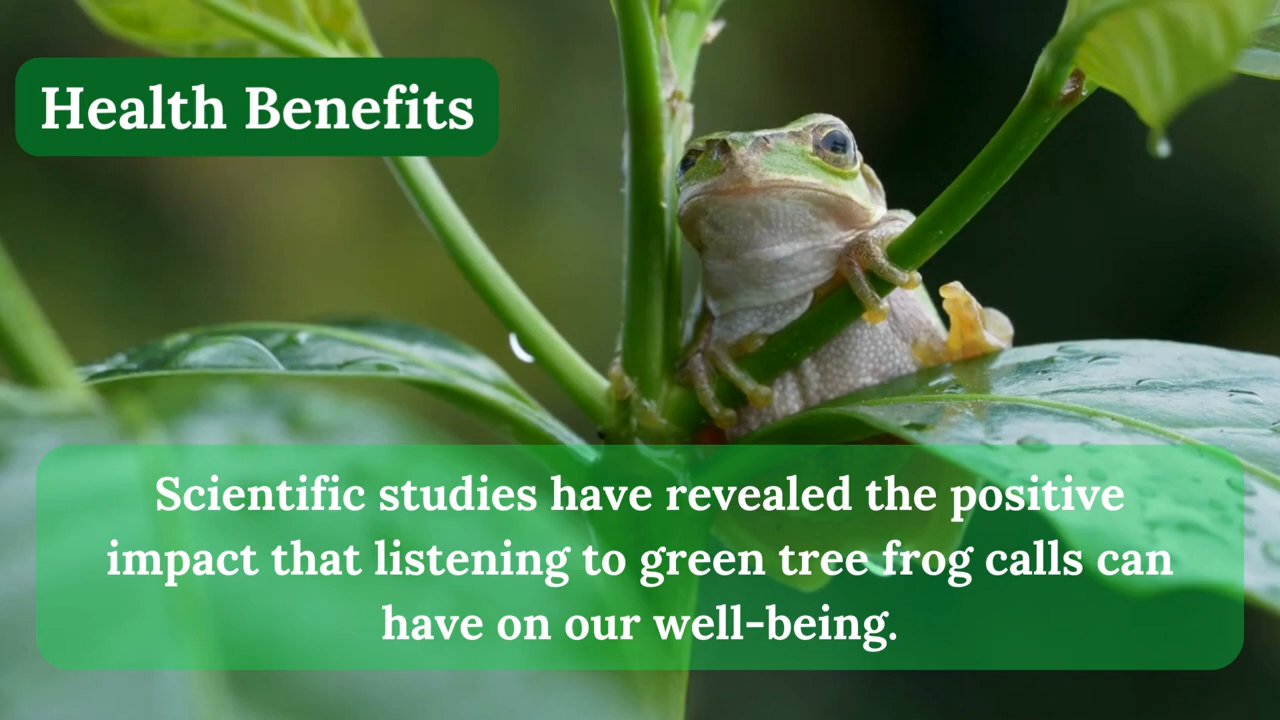 Health Benefits
Scientific studies have revealed the positive
impact that listening to green tree frog calls can
have on our well-being.